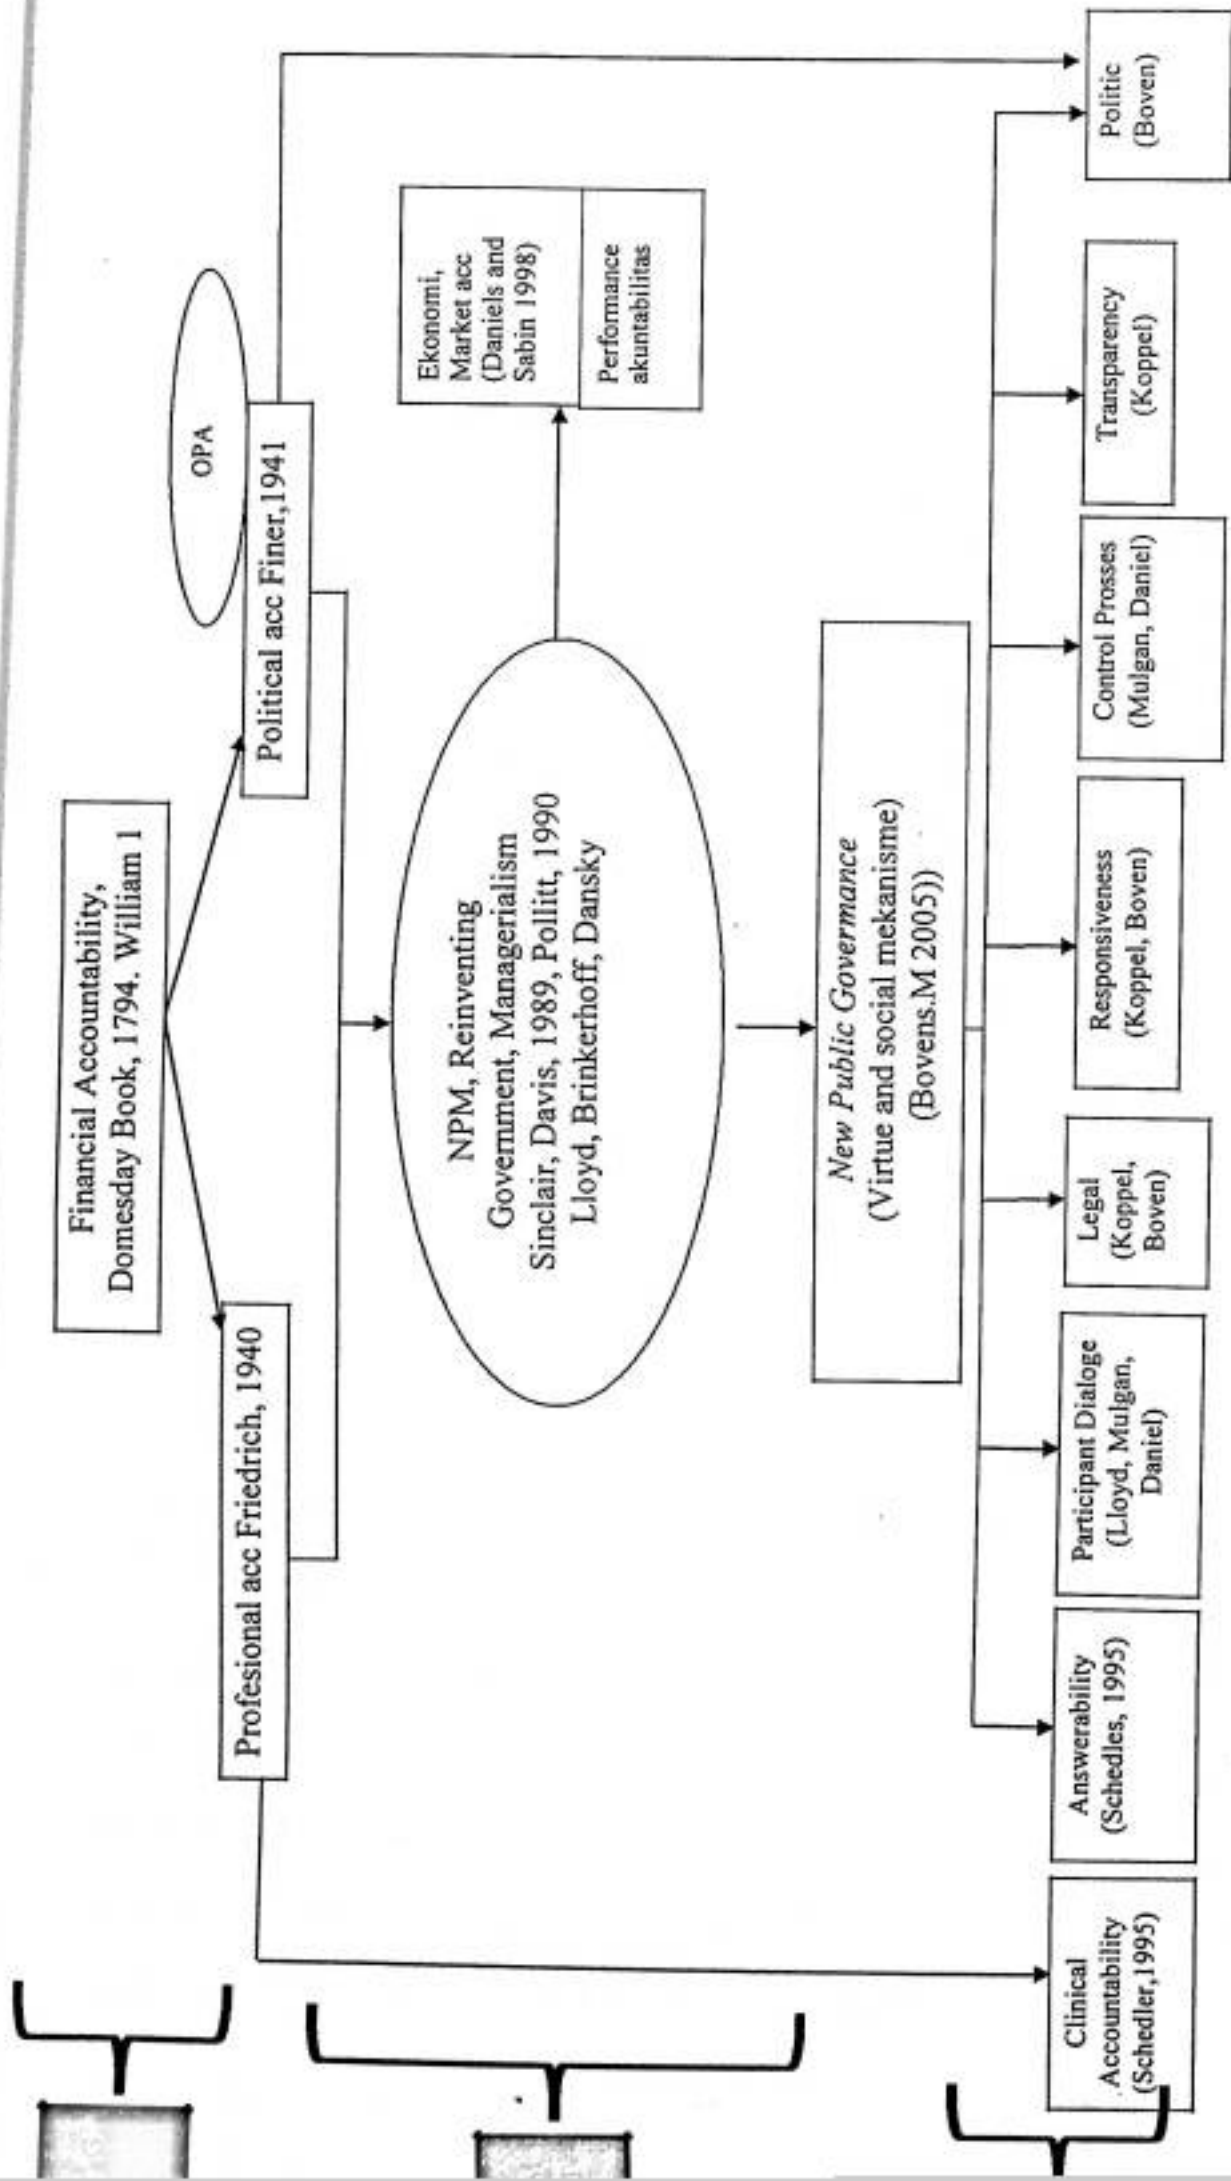 Financial Accountability,
Domesday Book, 1794. William 1
OPA
Profesional acc Friedrich, 1940
Political acc Finer,1941
NPM, Reinventing
Government, Managerialism
Sinclair, Davis, 1989, Pollitt, 1990
Lloyd, Brinkerhoff, Dansky
Ekonomi,
Market acc
(Daniels and
Sabin 1998)
Performance
akuntabilitas
New Public Govermance
(Virtue and social mekanisme)
(Bovens.M 2005))
Clinical
Accountability
(Schedler,1995)
Answerability
(Schedles, 1995)
Participant Dialoge
(Lloyd, Mulgan,
Daniel)
Legal
(Koppel,
Boven)
Responsiveness
(Koppel, Boven)
Control Prosses
(Mulgan, Daniel)
Transparency
(Koppel)
Politic
(Boven)